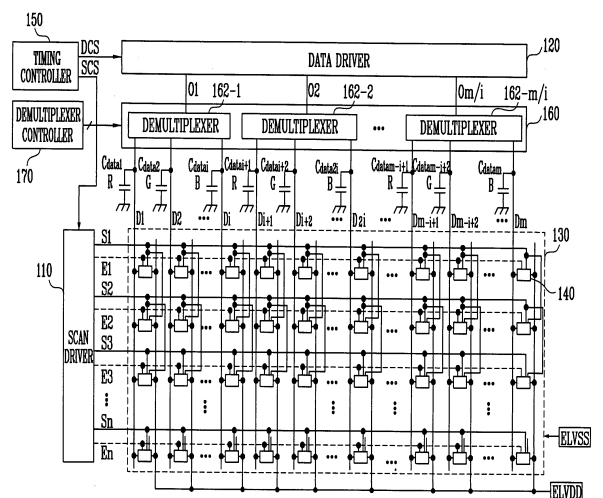 150
DCS
TIMING CONTROLLER
SCS
DATA DRIVER
120
O1
O2
Om/i
162-1
162-2
162-m/i
DEMULTIPLEXER
CONTROLLER
170
DEMULTIPLEXER
DEMULTIPLEXER
...
DEMULTIPLEXER
160
Cdata1
Cdata2
Cdatai
Cdatai+1
Cdatai+2
Cdata2i
Cdatam-i+1
Cdatam-i+2
Cdatam
R
G
B
R
G
B
R
G
B
D1
D2
Di
Di+1
Di+2
D2i
Dm-i+1
Dm-i+2
Dm
110
SCAN DRIVER
S1
130
E1
140
S2
E2
S3
E3
Sn
En
ELVSS
ELVDD